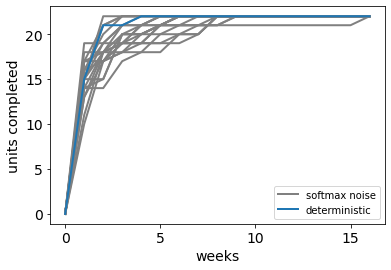 units completed
20
15
10
5
0
0 5 10 15
weeks
softmax noise
deterministic